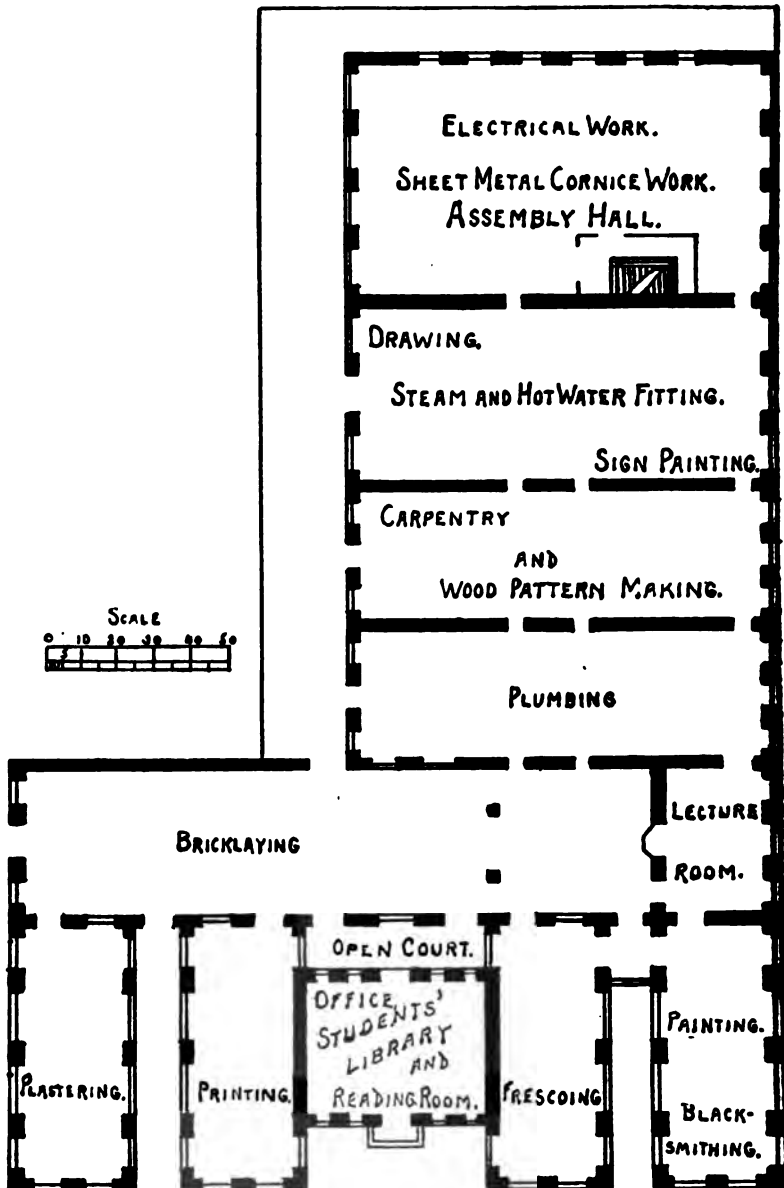 ELECTRICAL WORK.
SHEET METAL CORNICE WORK.
ASSEMBLY HALL.
DRAWING.
STEAM AND HOT WATER FITTING.
SIGN PAINTING.
CARPENTRY
AND
WOOD PATTERN MAKING.
SCALE
0 10 20 30 40 50
5
PLUMBING
BRICKLAYING
LECTURE
ROOM.
OPEN COURT.
OFFICE
STUDENTS'
LIBRARY
AND
READING ROOM.
PLASTERING.
PRINTING.
FRESCOING
PAINTING.
BLACK-
SMITHING.